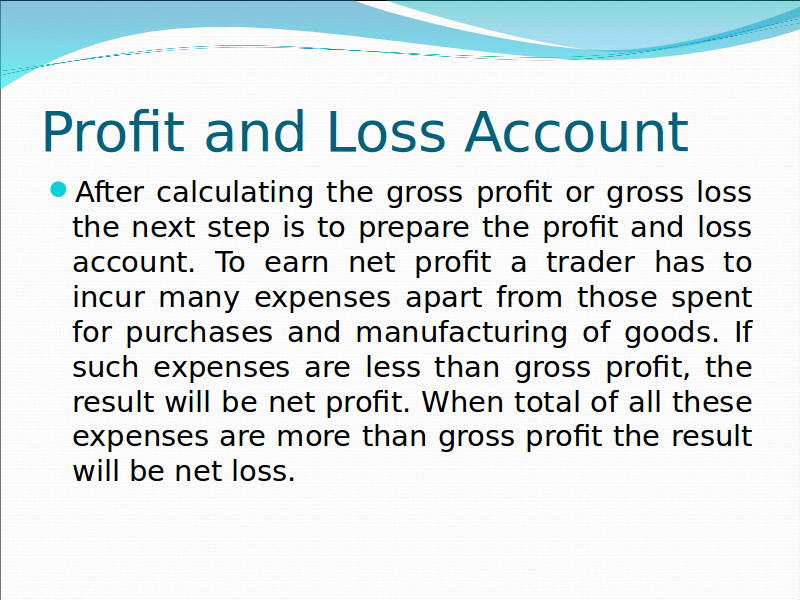 Profit and Loss Account
After calculating the gross profit or gross loss
the next step is to prepare the profit and loss
account. To earn net profit a trader has to
incur many expenses apart from those spent
for purchases and manufacturing of goods. If
such expenses are less than gross profit, the
result will be net profit. When total of all these
expenses are more than gross profit the result
will be net loss.